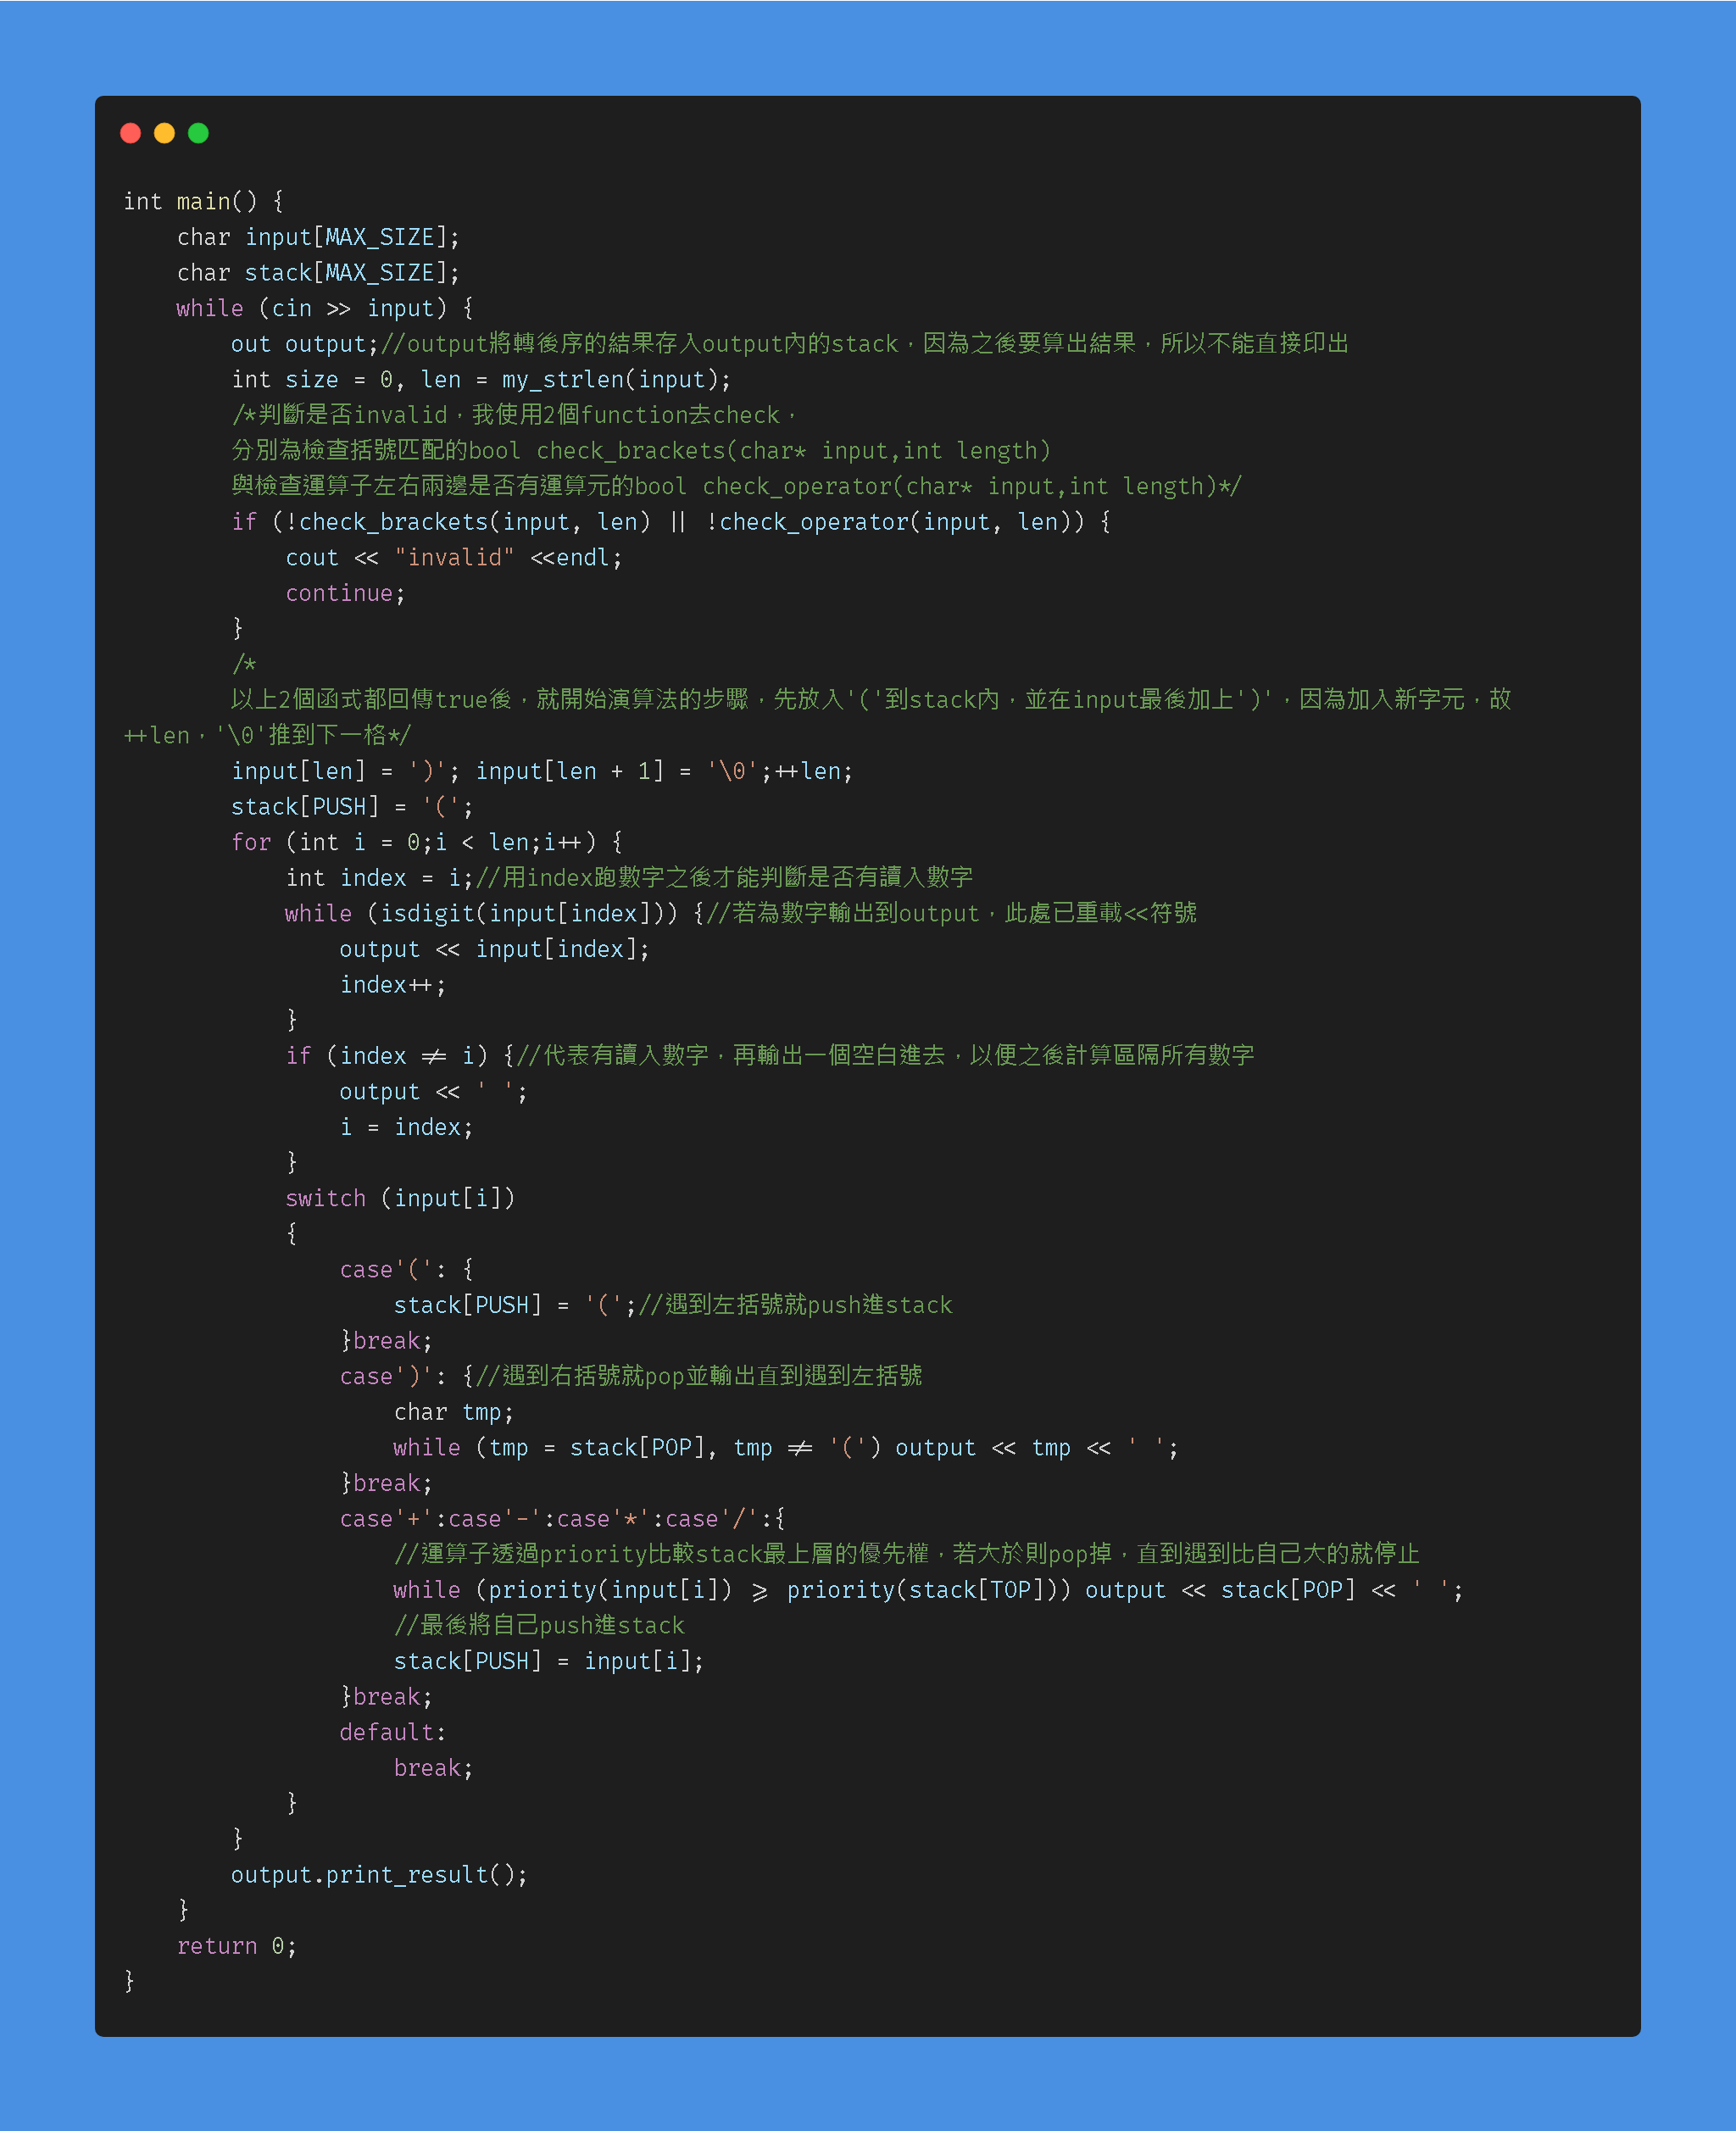 int main() {
    char input[MAX_SIZE];
    char stack[MAX_SIZE];
    while (cin >> input) {
        out output;//output將轉後序的結果存入output內的stack，因為之後要算出結果，所以不能直接印出
        int size = 0, len = my_strlen(input);
        /*判斷是否invalid，我使用2個function去check，
        分別為檢查括號匹配的bool check_brackets(char* input,int length)
        與檢查運算子左右兩邊是否有運算元的bool check_operator(char* input,int length)*/
        if (!check_brackets(input, len) || !check_operator(input, len)) {
            cout << "invalid" <<endl;
            continue;
        }
        /*
        以上2個函式都回傳true後，就開始演算法的步驟，先放入'('到stack內，並在input最後加上')'，因為加入新字元，故
++len，'\0'推到下一格*/
        input[len] = ')'; input[len + 1] = '\0';++len;
        stack[PUSH] = '(';
        for (int i = 0;i < len;i++) {
            int index = i;//用index跑數字之後才能判斷是否有讀入數字
            while (isdigit(input[index])) {//若為數字輸出到output，此處已重載<<符號
                output << input[index];
                index++;
            }
            if (index != i) {//代表有讀入數字，再輸出一個空白進去，以便之後計算區隔所有數字
                output << ' ';
                i = index;
            }
            switch (input[i])
            {
                case'(': {
                    stack[PUSH] = '(';//遇到左括號就push進stack
                }break;
                case')': {//遇到右括號就pop並輸出直到遇到左括號
                    char tmp;
                    while (tmp = stack[POP], tmp != '(') output << tmp << ' ';
                }break;
                case'+':case'-':case'*':case'/':{
                    //運算子透過priority比較stack最上層的優先權，若大於則pop掉，直到遇到比自己大的就停止
                    while (priority(input[i]) >= priority(stack[TOP])) output << stack[POP] << ' ';
                    //最後將自己push進stack
                    stack[PUSH] = input[i];
                }break;
                default:
                    break;
            }
        }
        output.print_result();
    }
    return 0;
}